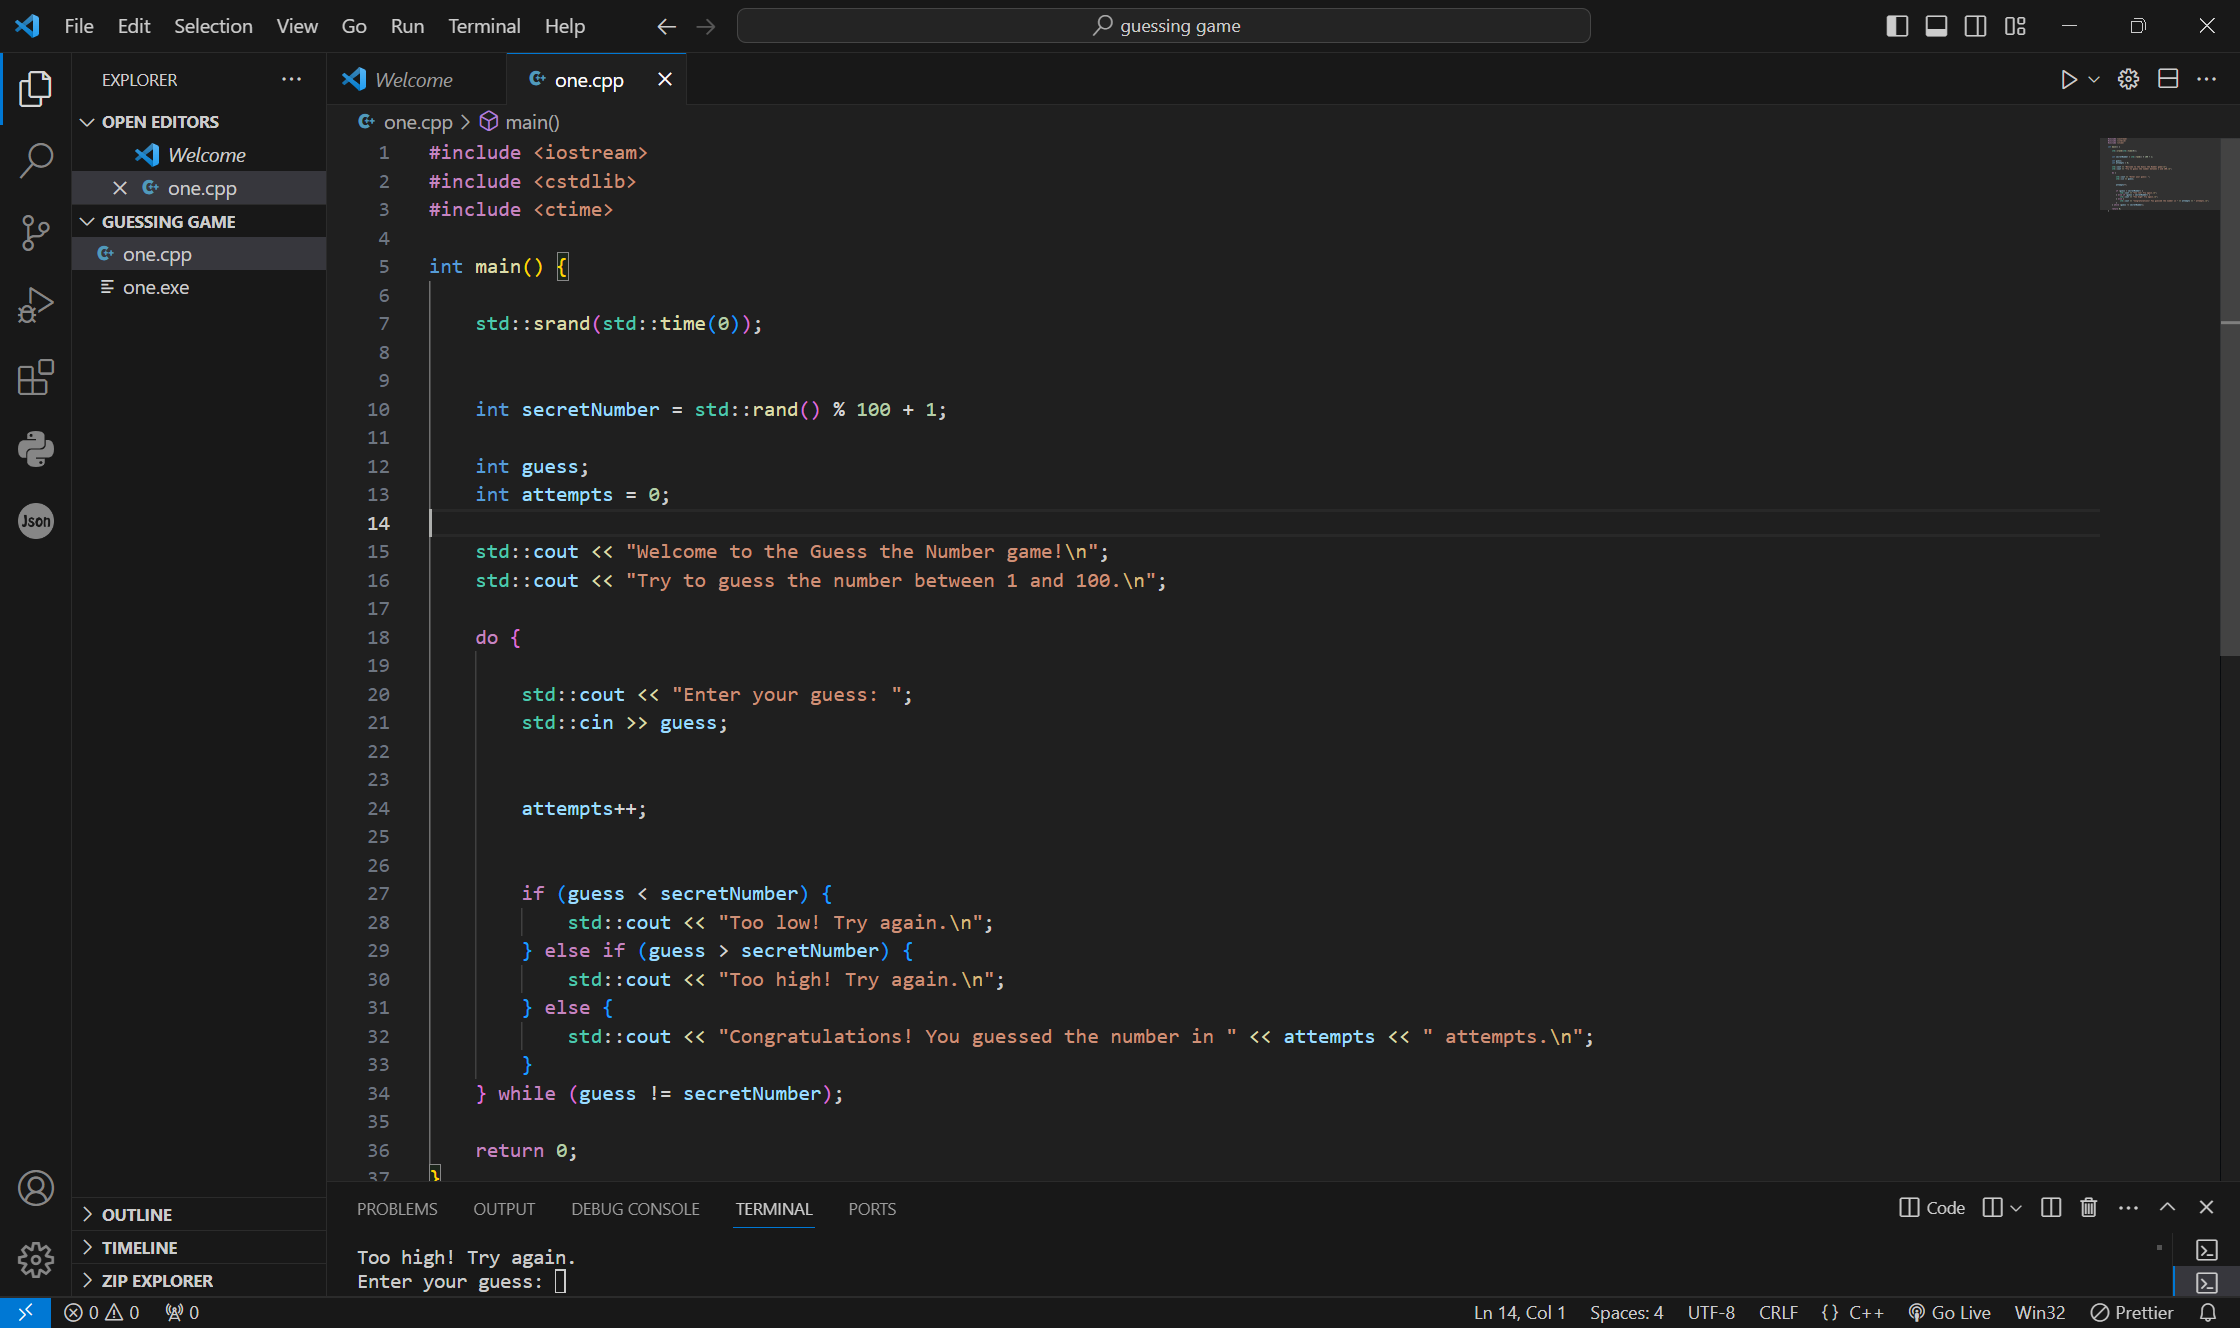 File Edit Selection View Go Run Terminal Help
guessing game
EXPLORER
OPEN EDITORS
Welcome
one.cpp
GUESSING GAME
one.cpp
one.exe
Json
OUTLINE
TIMELINE
ZIP EXPLORER
Welcome one.cpp
one.cpp > main()
1 #include <iostream>
2 #include <cstdlib>
3 #include <ctime>
4
5 int main() {
6
7 std::srand(std::time(0));
8
9
10 int secretNumber = std::rand() % 100 + 1;
11
12 int guess;
13 int attempts = 0;
14
15 std::cout << "Welcome to the Guess the Number game!\n";
16 std::cout << "Try to guess the number between 1 and 100.\n";
17
18 do {
19
20 std::cout << "Enter your guess: ";
21 std::cin >> guess;
22
23
24 attempts++;
25
26
27 if (guess < secretNumber) {
28 std::cout << "Too low! Try again.\n";
29 } else if (guess > secretNumber) {
30 std::cout << "Too high! Try again.\n";
31 } else {
32 std::cout << "Congratulations! You guessed the number in " << attempts << " attempts.\n";
33 }
34 } while (guess != secretNumber);
35
36 return 0;
37 }
PROBLEMS OUTPUT DEBUG CONSOLE TERMINAL PORTS
Code
Too high! Try again.
Enter your guess:
0 0 0
Ln 14, Col 1 Spaces: 4 UTF-8 CRLF {} C++ Go Live Win32 Prettier